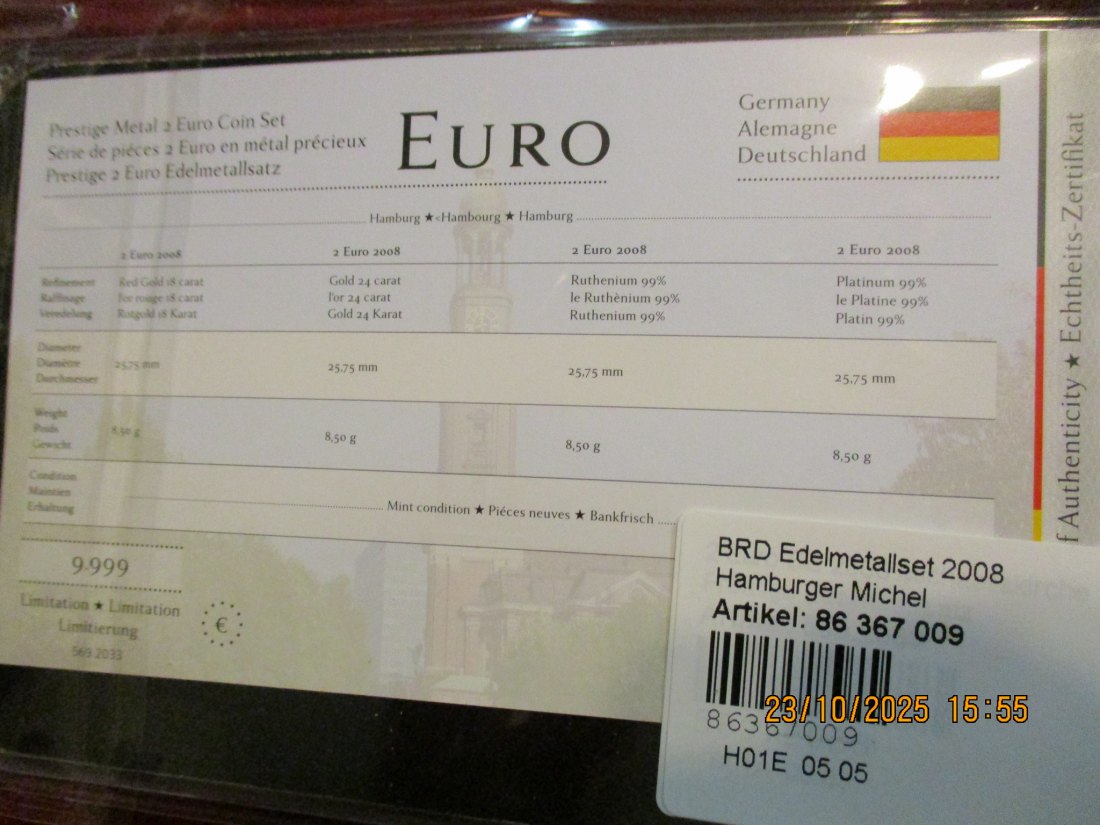 Prestige Metal 2 Euro Coin Set
Série de piéces 2 Euro en métal précieux
Prestige 2 Euro Edelmetallsatz
EURO
Germany
Alemagne
Deutschland
Hamburg ★ Hambourg ★ Hamburg
2 Euro 2008 2 Euro 2008 2 Euro 2008 2 Euro 2008
Refinement Red Gold 18 carat Gold 24 carat Ruthenium 99% Platinum 99%
Raffinage l'or rouge 18 carat l'or 24 carat le Ruthènium 99% le Platine 99%
Veredelung Rotgold 18 Karat Gold 24 Karat Ruthenium 99% Platin 99%
Diameter
Diamètre 25,75 mm 25,75 mm 25,75 mm 25,75 mm
Durchmesser
Weight
Poids 8,50 g 8,50 g 8,50 g 8,50 g
Gewicht
Condition
Maintien
Erhaltung
Mint condition ★ Piéces neuves ★ Bankfrisch
9.999
Limitation ★ Limitation
Limitierung
569.2033
€
f Authenticity ★ Echtheits-Zertifikat
BRD Edelmetallset 2008
Hamburger Michel
Artikel: 86 367 009
86367009
H01E 05 05
23/10/2025 15:55